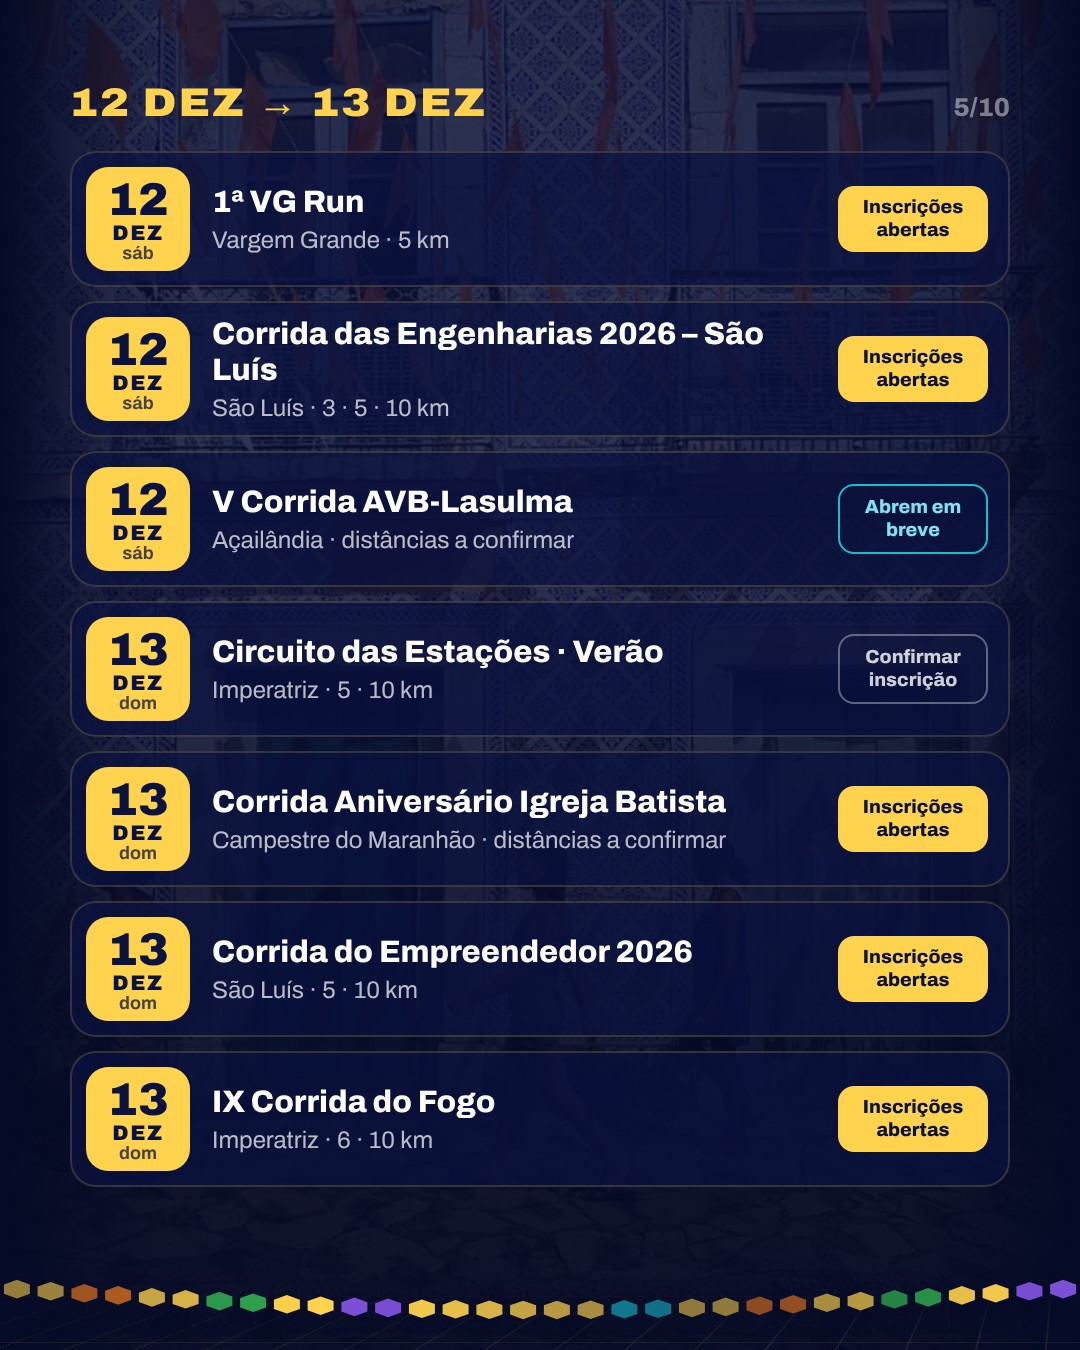 12 DEZ → 13 DEZ
5/10
12
DEZ
sáb
1ª VG Run
Vargem Grande · 5 km
Inscrições
abertas
12
DEZ
sáb
Corrida das Engenharias 2026 – São
Luís
São Luís · 3 · 5 · 10 km
Inscrições
abertas
12
DEZ
sáb
V Corrida AVB-Lasulma
Açailândia · distâncias a confirmar
Abrem em
breve
13
DEZ
dom
Circuito das Estações · Verão
Imperatriz · 5 · 10 km
Confirmar
inscrição
13
DEZ
dom
Corrida Aniversário Igreja Batista
Campestre do Maranhão · distâncias a confirmar
Inscrições
abertas
13
DEZ
dom
Corrida do Empreendedor 2026
São Luís · 5 · 10 km
Inscrições
abertas
13
DEZ
dom
IX Corrida do Fogo
Imperatriz · 6 · 10 km
Inscrições
abertas